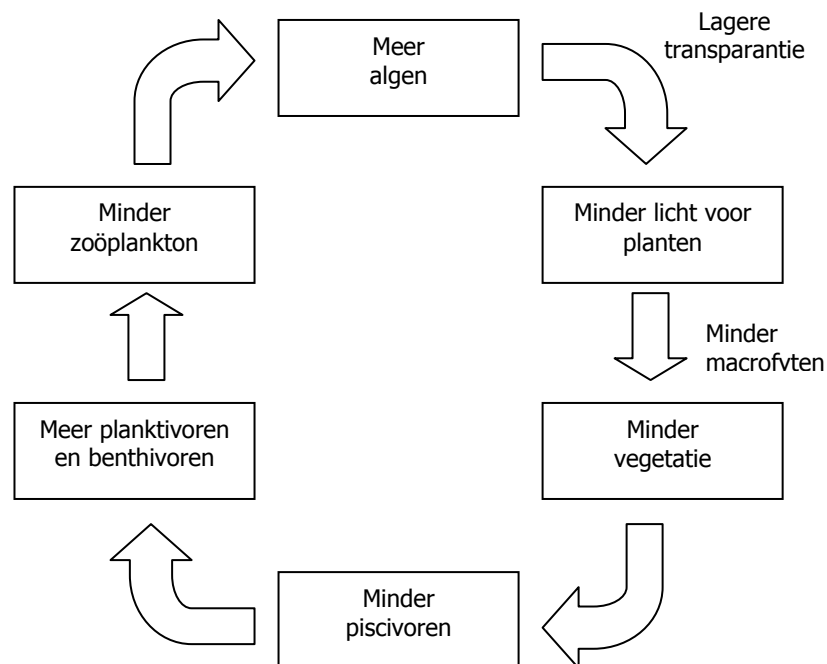 Meer
algen
Lagere
transparantie
Minder licht voor
planten
Minder
macrofyten
Minder
vegetatie
Minder
piscivoren
Meer planktivoren
en benthivoren
Minder
zoöplankton